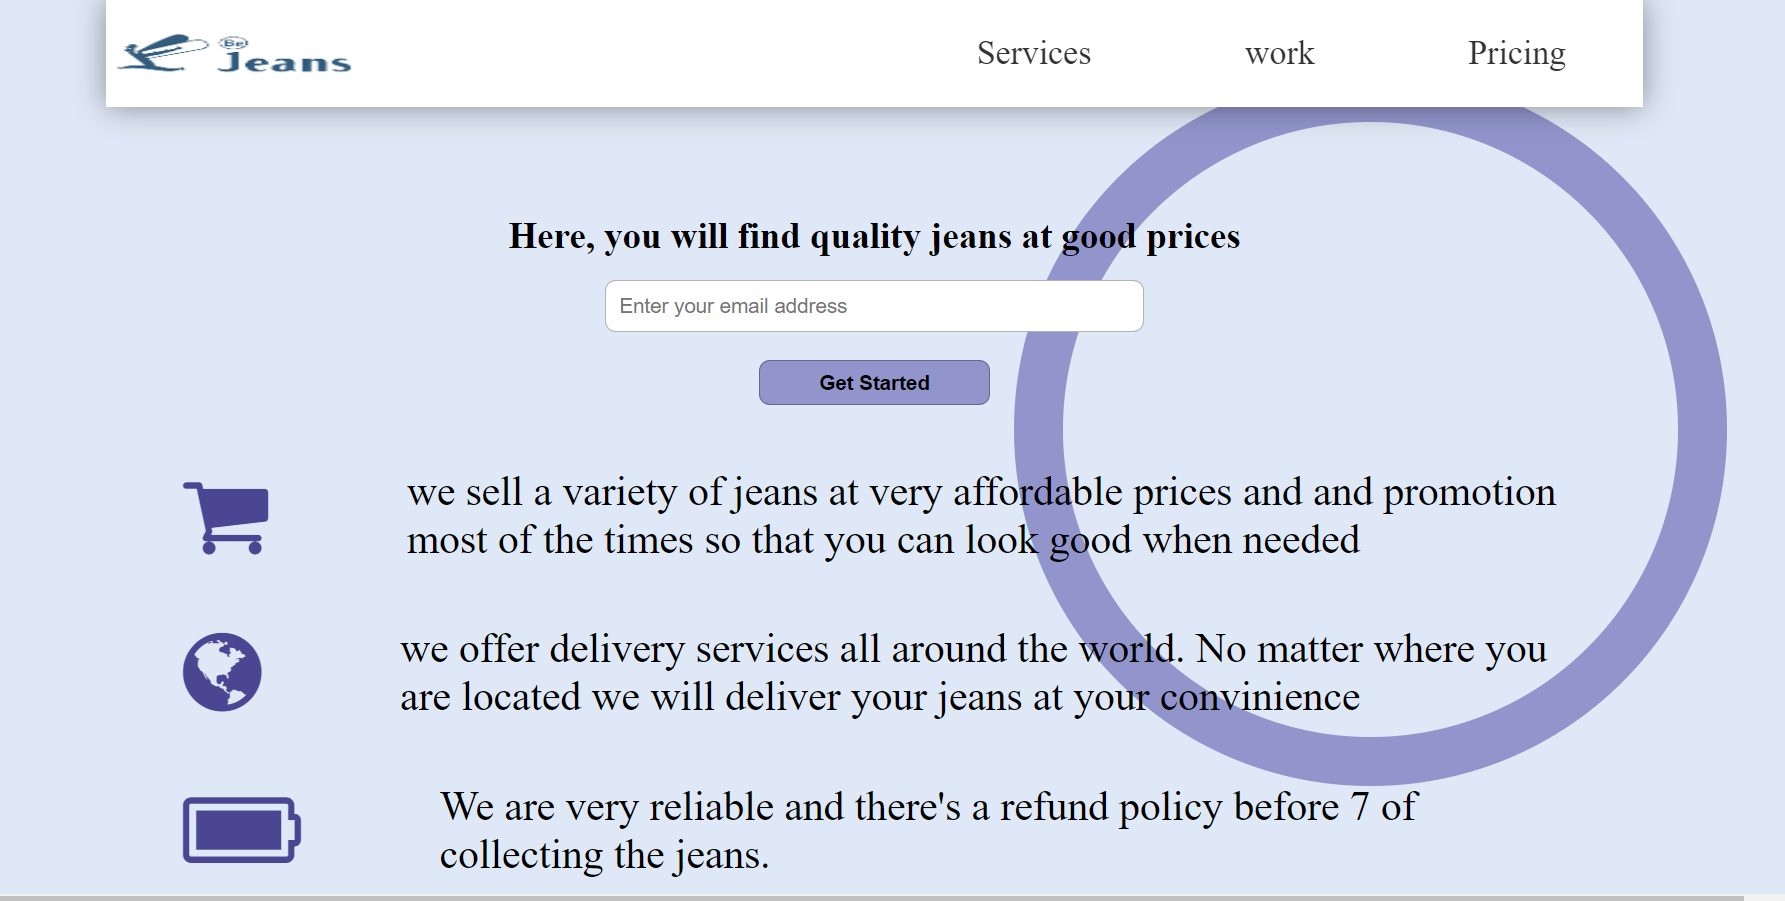 Be
Jeans
Services work Pricing
Here, you will find quality jeans at good prices
Enter your email address
Get Started
we sell a variety of jeans at very affordable prices and and promotion
most of the times so that you can look good when needed
we offer delivery services all around the world. No matter where you
are located we will deliver your jeans at your convinience
We are very reliable and there's a refund policy before 7 of
collecting the jeans.